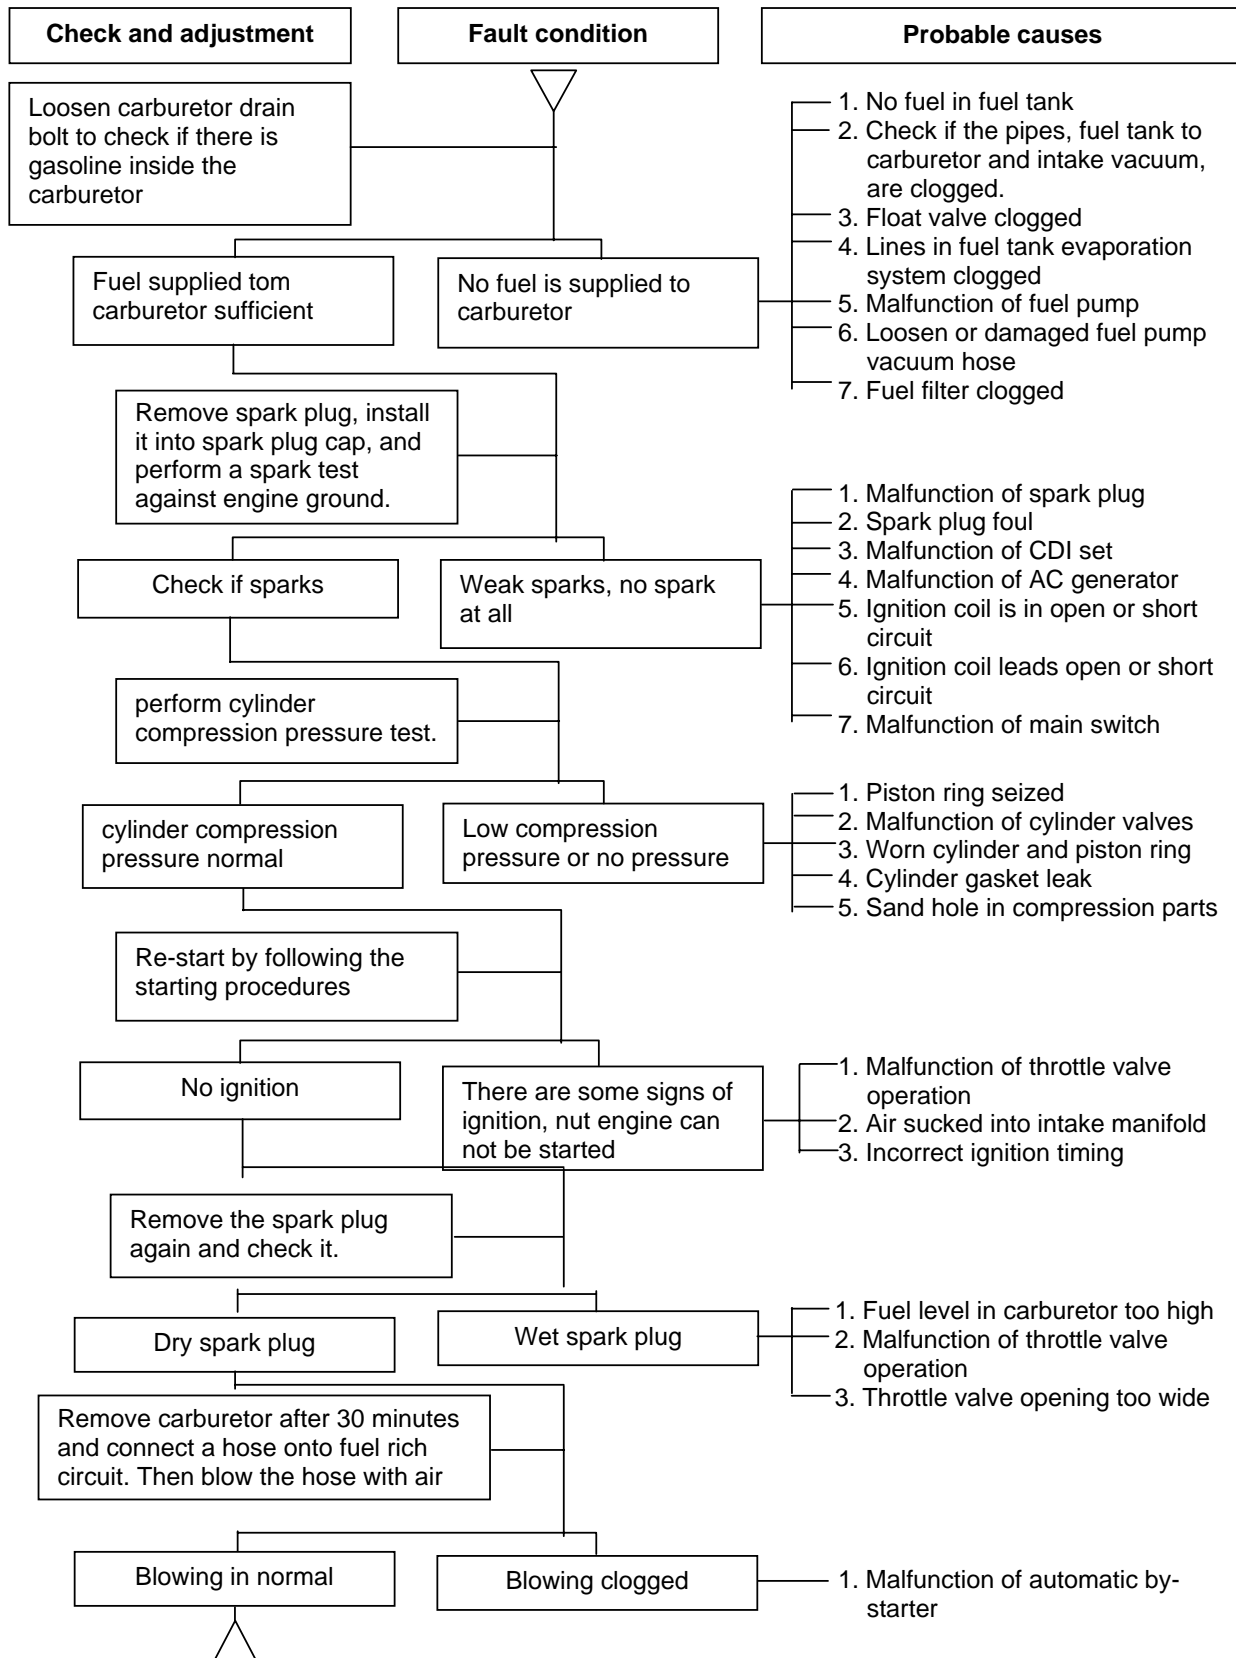 Check and adjustment
Fault condition
Probable causes
Loosen carburetor drain
bolt to check if there is
gasoline inside the
carburetor
1. No fuel in fuel tank
2. Check if the pipes, fuel tank to
carburetor and intake vacuum,
are clogged.
3. Float valve clogged
4. Lines in fuel tank evaporation
system clogged
5. Malfunction of fuel pump
6. Loosen or damaged fuel pump
vacuum hose
7. Fuel filter clogged
Fuel supplied tom
carburetor sufficient
No fuel is supplied to
carburetor
Remove spark plug, install
it into spark plug cap, and
perform a spark test
against engine ground.
1. Malfunction of spark plug
2. Spark plug foul
3. Malfunction of CDI set
4. Malfunction of AC generator
5. Ignition coil is in open or short
circuit
6. Ignition coil leads open or short
circuit
7. Malfunction of main switch
Check if sparks
Weak sparks, no spark
at all
perform cylinder
compression pressure test.
cylinder compression
pressure normal
Low compression
pressure or no pressure
1. Piston ring seized
2. Malfunction of cylinder valves
3. Worn cylinder and piston ring
4. Cylinder gasket leak
5. Sand hole in compression parts
Re-start by following the
starting procedures
No ignition
There are some signs of
ignition, nut engine can
not be started
1. Malfunction of throttle valve
operation
2. Air sucked into intake manifold
3. Incorrect ignition timing
Remove the spark plug
again and check it.
Dry spark plug
Wet spark plug
1. Fuel level in carburetor too high
2. Malfunction of throttle valve
operation
3. Throttle valve opening too wide
Remove carburetor after 30 minutes
and connect a hose onto fuel rich
circuit. Then blow the hose with air
Blowing in normal
Blowing clogged
1. Malfunction of automatic by-
starter